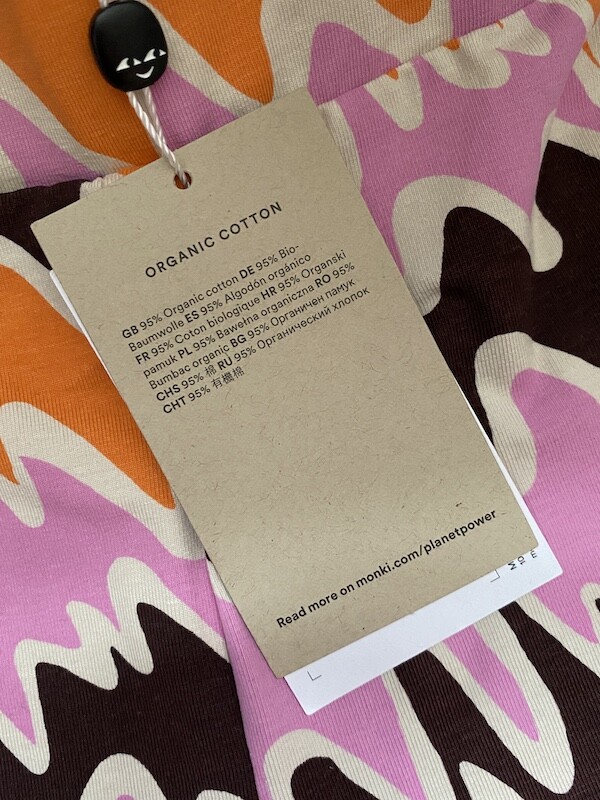 ORGANIC COTTON
GB 95% Organic cotton DE 95% Bio-
Baumwolle ES 95% Algodón orgánico
FR 95% Coton biologique HR 95% Organski
pamuk PL 95% Bawełna organiczna RO 95%
Bumbac organic BG 95% Органичен памук
CHS 95% 棉 RU 95% Органический хлопок
CHT 95% 有機棉
Read more on monki.com/planetpower